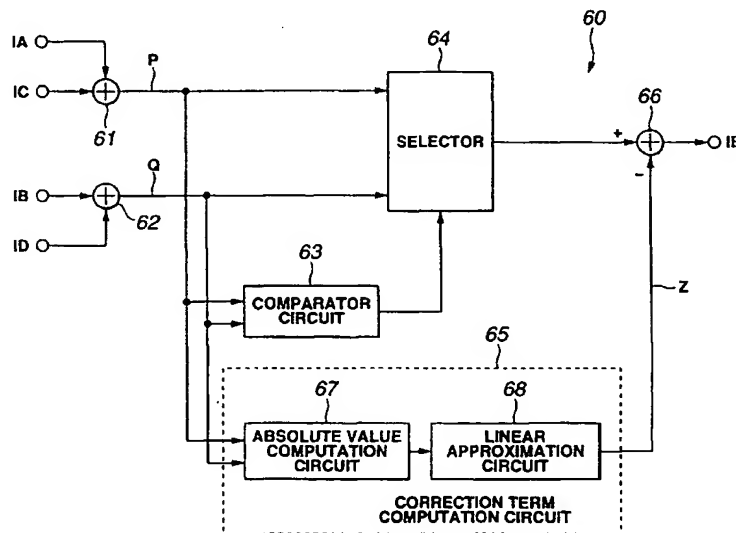 IA
IC
61
P
64
SELECTOR
60
66
+
-
IB
ID
62
Q
63
COMPARATOR
CIRCUIT
Z
65
67
ABSOLUTE VALUE
COMPUTATION
CIRCUIT
68
LINEAR
APPROXIMATION
CIRCUIT
CORRECTION TERM
COMPUTATION CIRCUIT